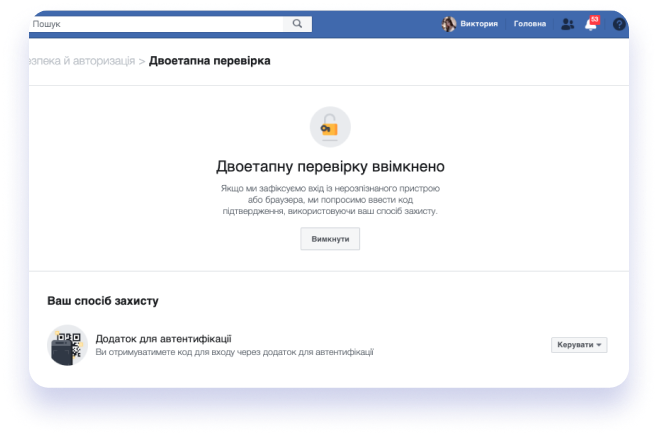 Пошук
Виктория Головна 53
зпека й авторизація > Двоетапна перевірка
Двоетапну перевірку ввімкнено
Якщо ми зафіксуємо вхід із нерозпізнаного пристрою
або браузера, ми попросимо ввести код
підтвердження, використовуючи ваш спосіб захисту.
Вимкнути
Ваш спосіб захисту
Додаток для автентифікації
Ви отримуватимете код для входу через додаток для автентифікації
Керувати